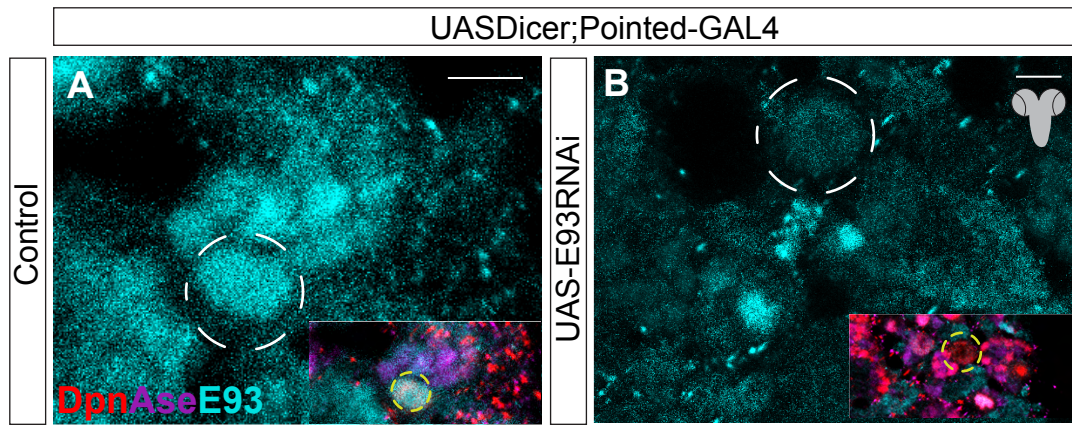 UASDicer;Pointed-GAL4
Control
A
DpnAseE93
UAS-E93RNAi
B